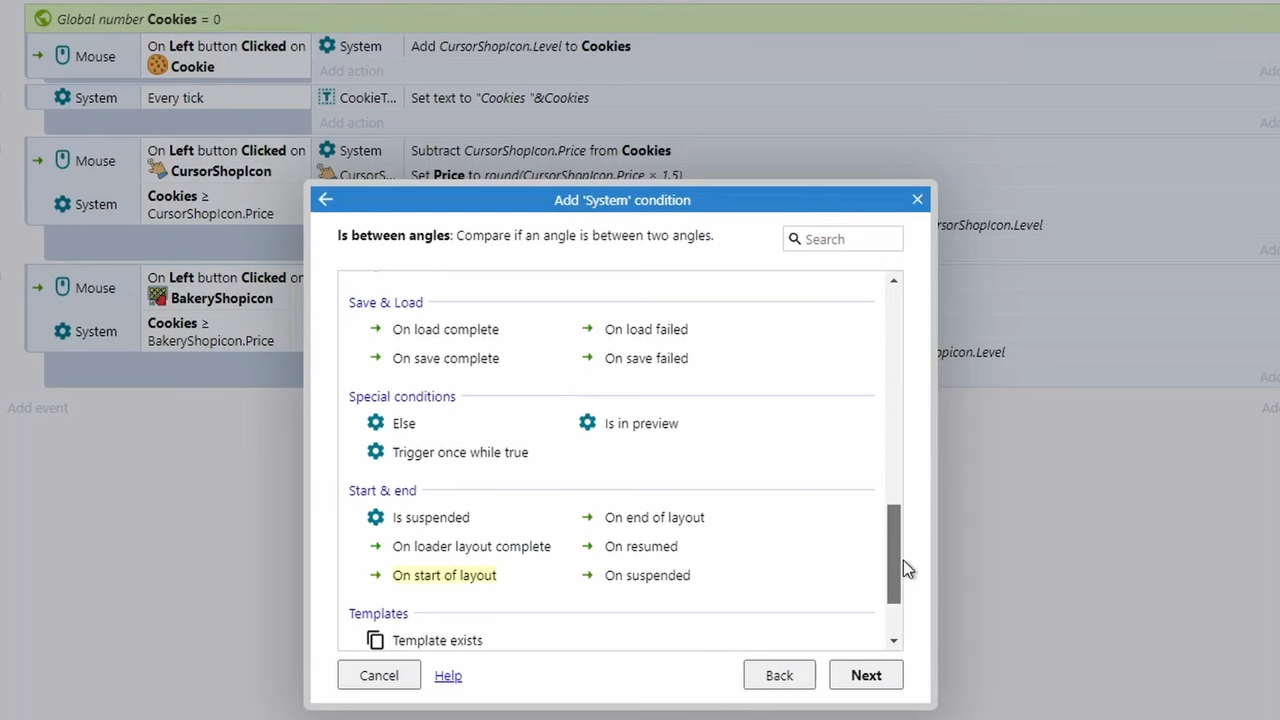 Global number Cookies = 0
Mouse
On Left button Clicked on
Cookie
System
Add CursorShopIcon.Level to Cookies
Add action
Add
System
Every tick
CookieT...
Set text to "Cookies "&Cookies
Add action
Add
Mouse
On Left button Clicked on
CursorShopIcon
System
Subtract CursorShopIcon.Price from Cookies
CursorS...
Set Price to round(CursorShopIcon.Price × 1.5)
System
Cookies ≥
CursorShopIcon.Price
rsorShopIcon.Level
Add
Mouse
On Left button Clicked on
BakeryShopicon
System
Cookies ≥
BakeryShopicon.Price
opicon.Level
Add
Add event
Add
Add 'System' condition
Is between angles: Compare if an angle is between two angles.
Search
Save & Load
On load complete
On load failed
On save complete
On save failed
Special conditions
Else
Is in preview
Trigger once while true
Start & end
Is suspended
On end of layout
On loader layout complete
On resumed
On start of layout
On suspended
Templates
Template exists
Cancel
Help
Back
Next